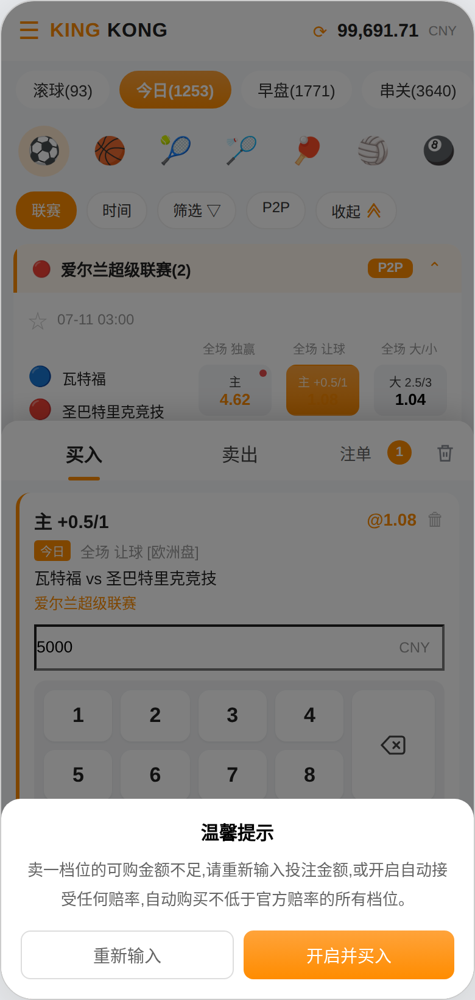 KING KONG 99,691.71 CNY
滚球(93) 今日(1253) 早盘(1771) 串关(3640)
8
联赛 时间 筛选 ▽ P2P 收起
爱尔兰超级联赛(2) P2P
07-11 03:00
全场 独赢 全场 让球 全场 大/小
瓦特福 主 主 +0.5/1 大 2.5/3
4.62 1.08 1.04
圣巴特里克竞技
买入 卖出 注单 1
主 +0.5/1 @1.08
今日 全场 让球 [欧洲盘]
瓦特福 vs 圣巴特里克竞技
爱尔兰超级联赛
5000 CNY
1 2 3 4
5 6 7 8
温馨提示
卖一档位的可购金额不足,请重新输入投注金额,或开启自动接
受任何赔率,自动购买不低于官方赔率的所有档位。
重新输入 开启并买入